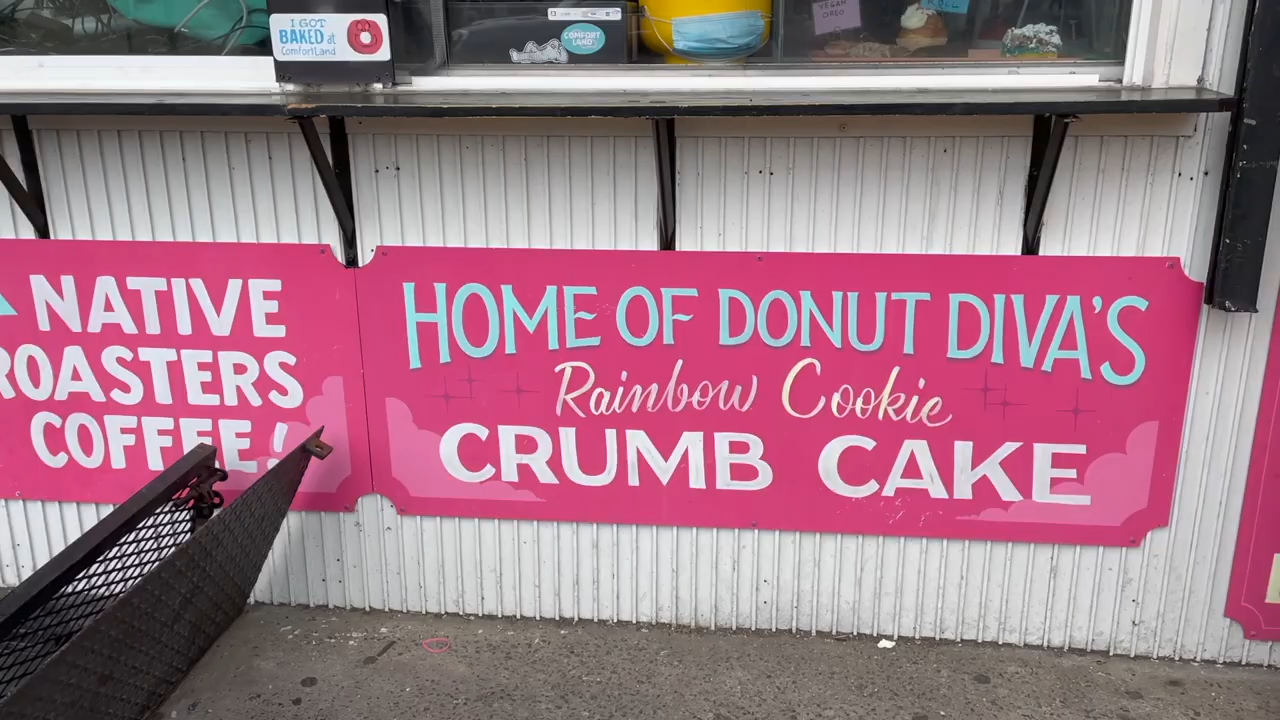 I GOT
BAKED at
ComfortLand
COMFORT
LAND
VEGAN
OREO
ROLL
NATIVE
ROASTERS
COFFEE!
HOME OF DONUT DIVA'S
Rainbow Cookie
CRUMB CAKE